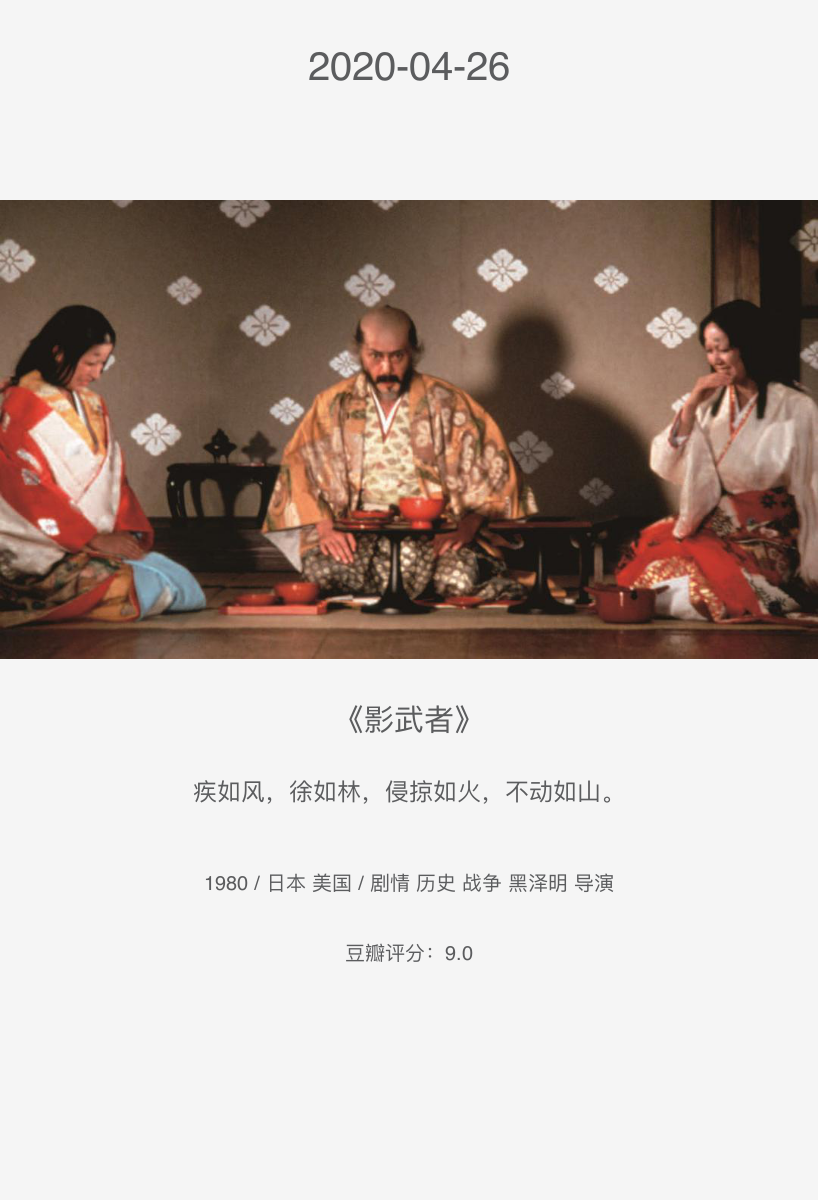 2020-04-26
《影武者》
疾如风，徐如林，侵掠如火，不动如山。
1980 / 日本 美国 / 剧情 历史 战争 黑泽明 导演
豆瓣评分：9.0